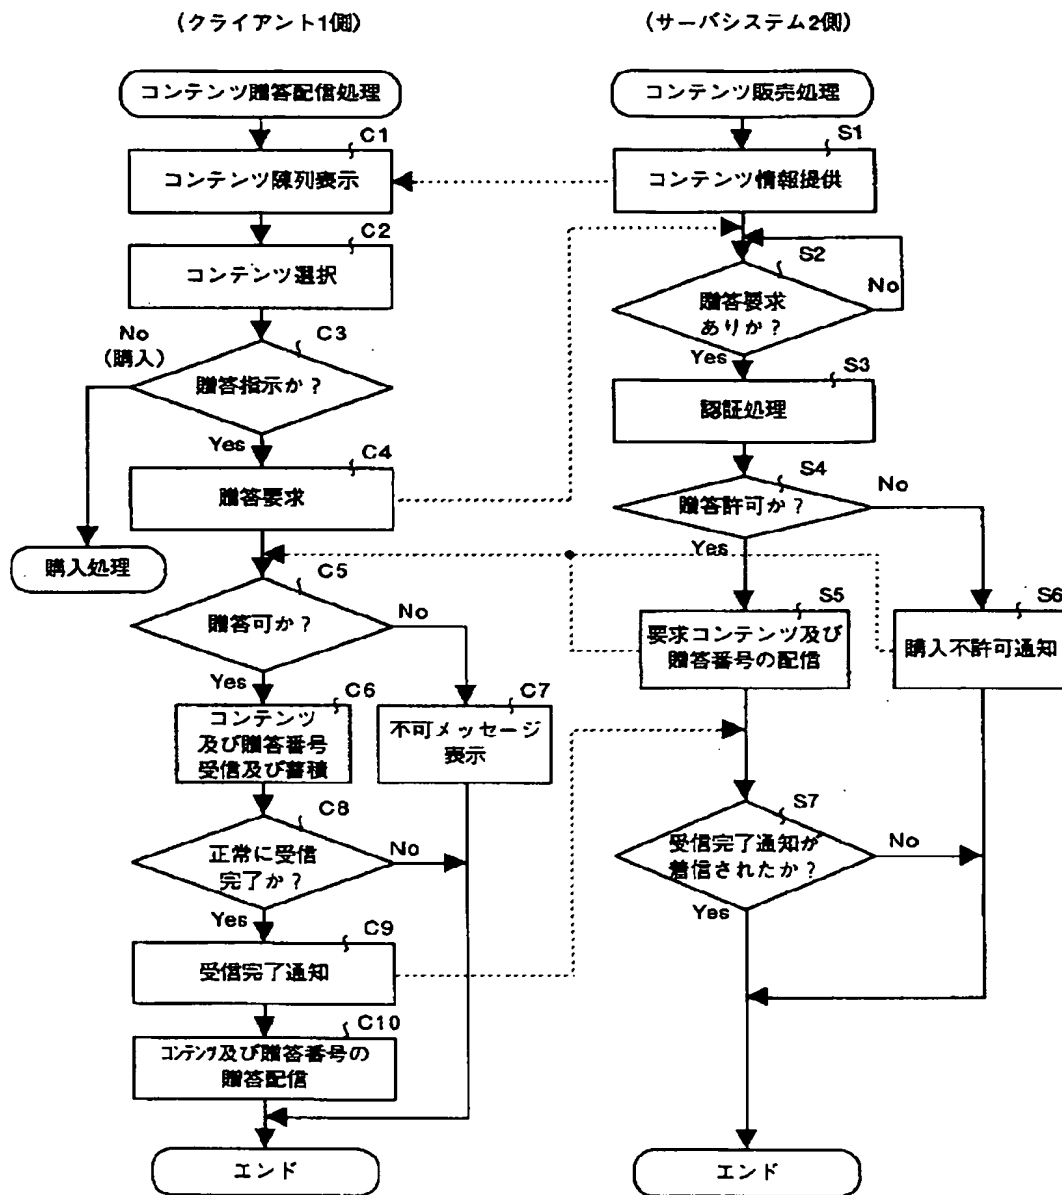 (クライアント1側)
コンテンツ贈答配信処理
C1
コンテンツ陳列表示
C2
コンテンツ選択
C3
No
(購入)
贈答指示か?
Yes
C4
贈答要求
購入処理
C5
贈答可か?
No
Yes
C6
コンテンツ
及び贈答番号
受信及び蓄積
C7
不可メッセージ
表示
C8
正常に受信
完了か?
No
Yes
C9
受信完了通知
C10
コンテンツ及び贈答番号の
贈答配信
エンド
(サーバシステム2側)
コンテンツ販売処理
S1
コンテンツ情報提供
S2
贈答要求
ありか?
No
Yes
S3
認証処理
S4
贈答許可か?
No
Yes
S5
要求コンテンツ及び
贈答番号の配信
S6
購入不許可通知
S7
受信完了通知が
着信されたか?
No
Yes
エンド